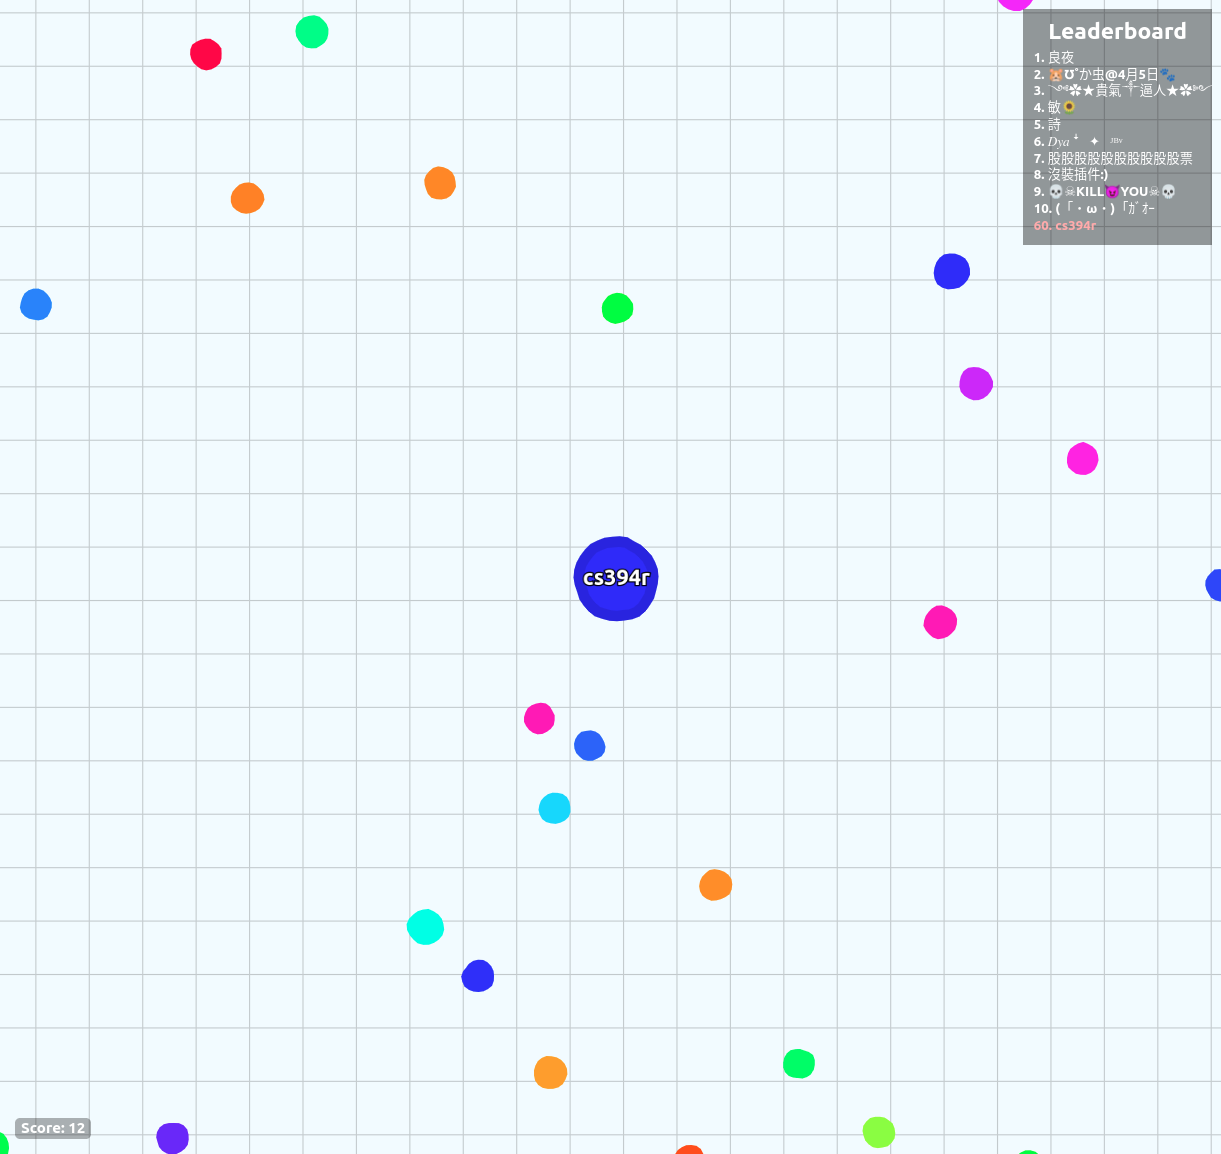 Leaderboard
1. 良夜
2. 🐹ʊ˚か虫@4月5日🐾
3. ༺✿★貴氣༒逼人★✿༻
4. 敏🌻
5. 詩
6. Dya
7. 股股股股股股股股股股票
8. 沒裝插件:)
9. 💀☠KILL😈YOU☠💀
10. (「・ω・)「ｶﾞｵｰ
60. cs394r
cs394r
Score: 12